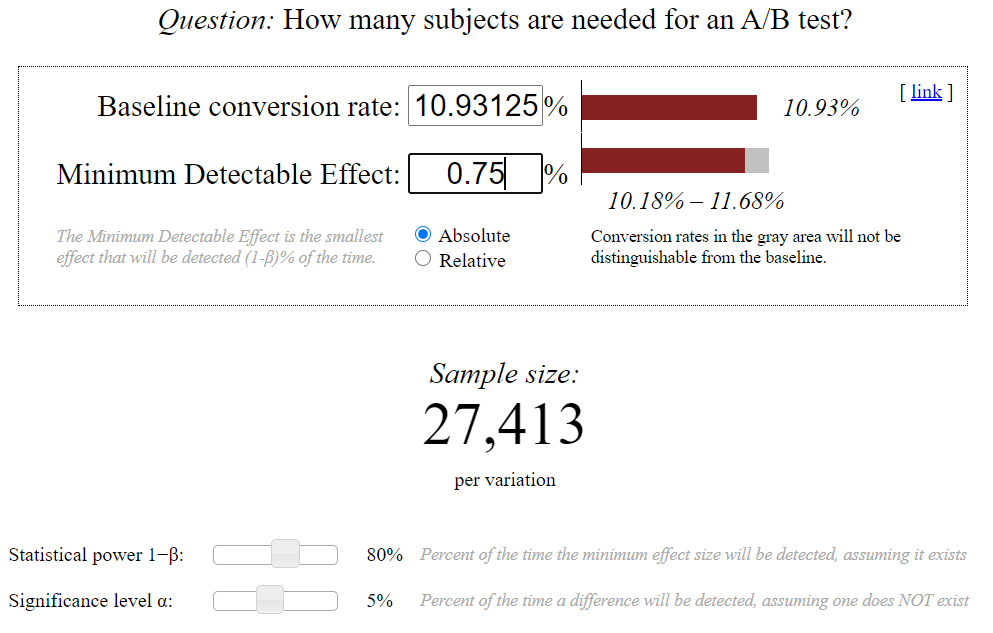 Question: How many subjects are needed for an A/B test?
Baseline conversion rate: 10.93125 % 10.93% [ link ]
Minimum Detectable Effect: 0.75 %
10.18% – 11.68%
The Minimum Detectable Effect is the smallest
effect that will be detected (1-β)% of the time.
Absolute
Relative
Conversion rates in the gray area will not be
distinguishable from the baseline.
Sample size:
27,413
per variation
Statistical power 1−β: 80% Percent of the time the minimum effect size will be detected, assuming it exists
Significance level α: 5% Percent of the time a difference will be detected, assuming one does NOT exist